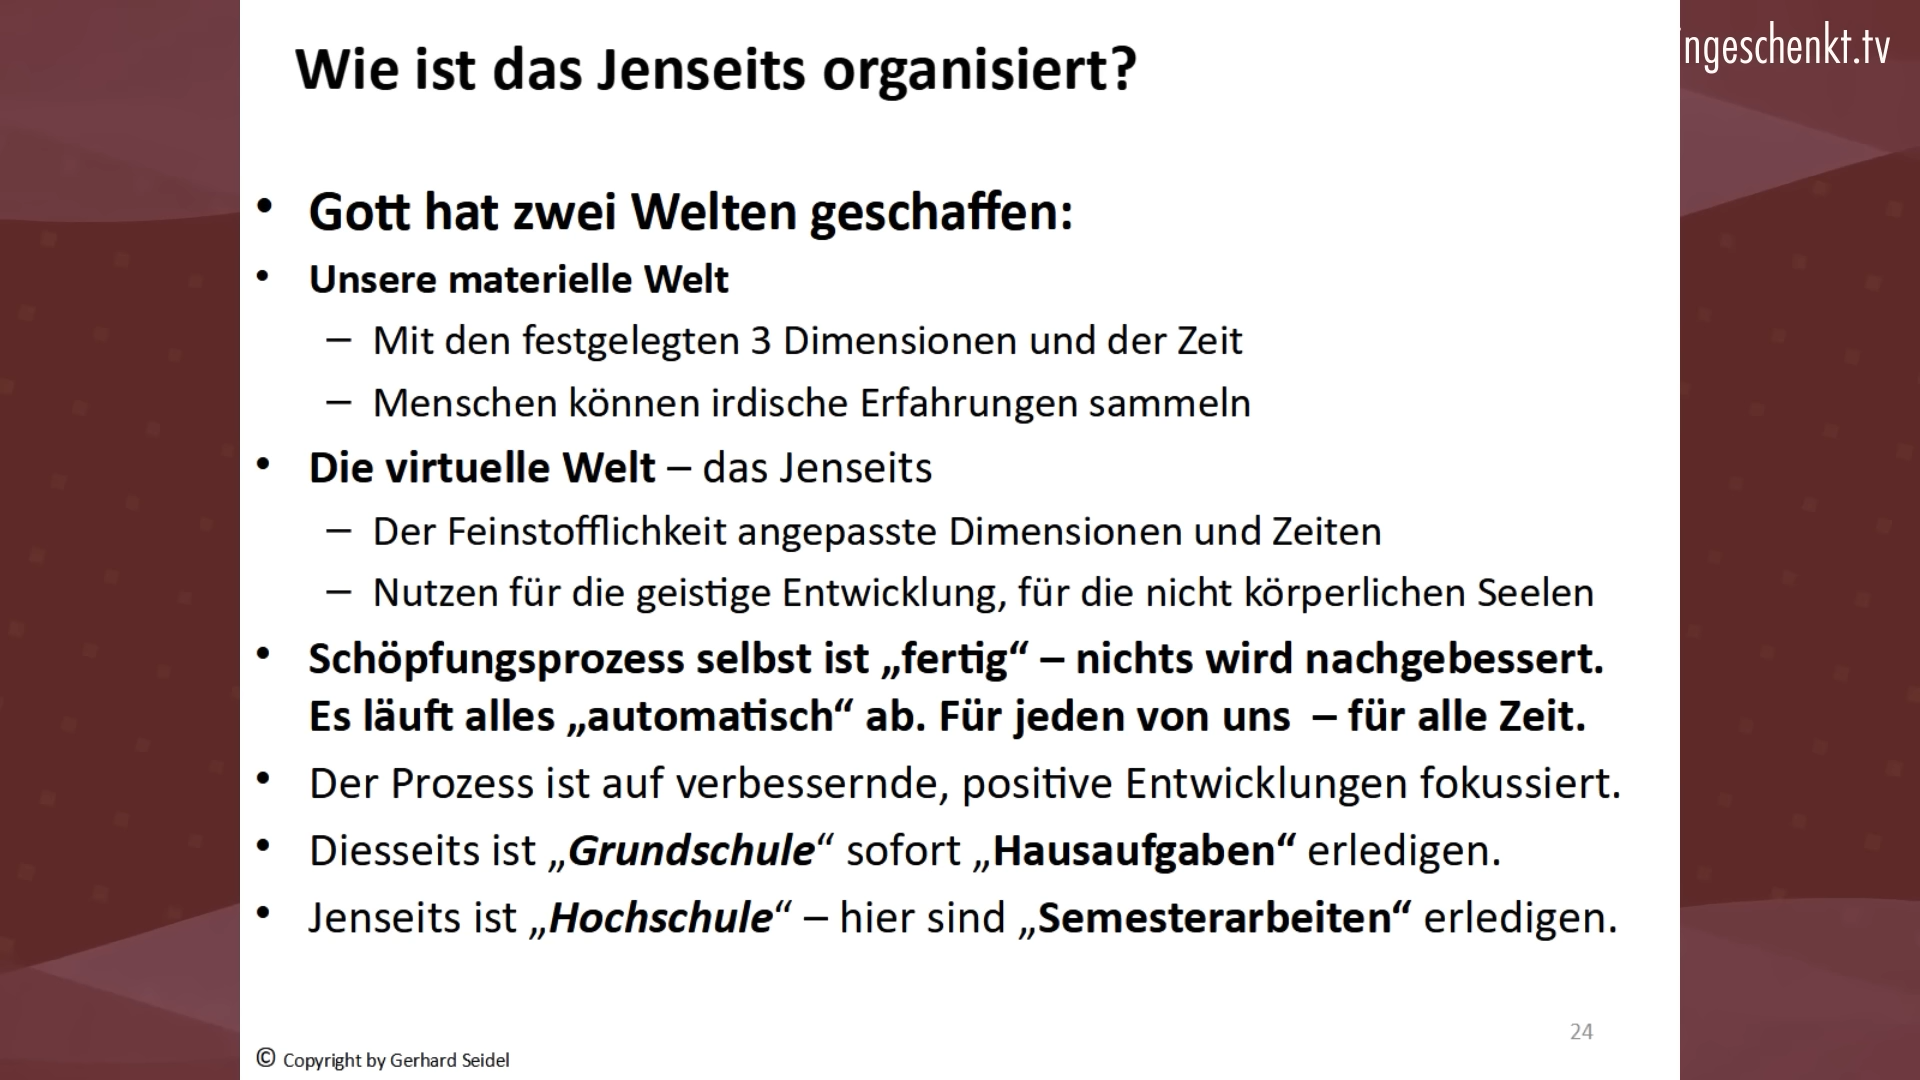 Wie ist das Jenseits organisiert?
ngeschenkt.tv
• Gott hat zwei Welten geschaffen:
• Unsere materielle Welt
– Mit den festgelegten 3 Dimensionen und der Zeit
– Menschen können irdische Erfahrungen sammeln
• Die virtuelle Welt – das Jenseits
– Der Feinstofflichkeit angepasste Dimensionen und Zeiten
– Nutzen für die geistige Entwicklung, für die nicht körperlichen Seelen
• Schöpfungsprozess selbst ist „fertig“ – nichts wird nachgebessert.
Es läuft alles „automatisch“ ab. Für jeden von uns – für alle Zeit.
• Der Prozess ist auf verbessernde, positive Entwicklungen fokussiert.
• Diesseits ist „Grundschule“ sofort „Hausaufgaben“ erledigen.
• Jenseits ist „Hochschule“ – hier sind „Semesterarbeiten“ erledigen.
24
© Copyright by Gerhard Seidel